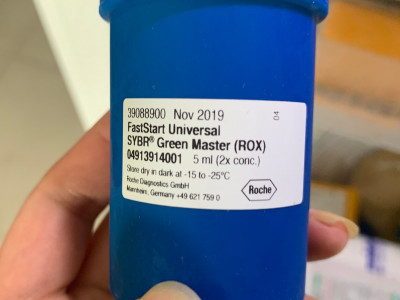 39088900 Nov 2019
04
FastStart Universal
SYBR® Green Master (ROX)
04913914001 5 ml (2x conc.)
Store dry in dark at -15 to -25°C
Roche Diagnostics GmbH
Mannheim, Germany +49 621 759 0
Roche